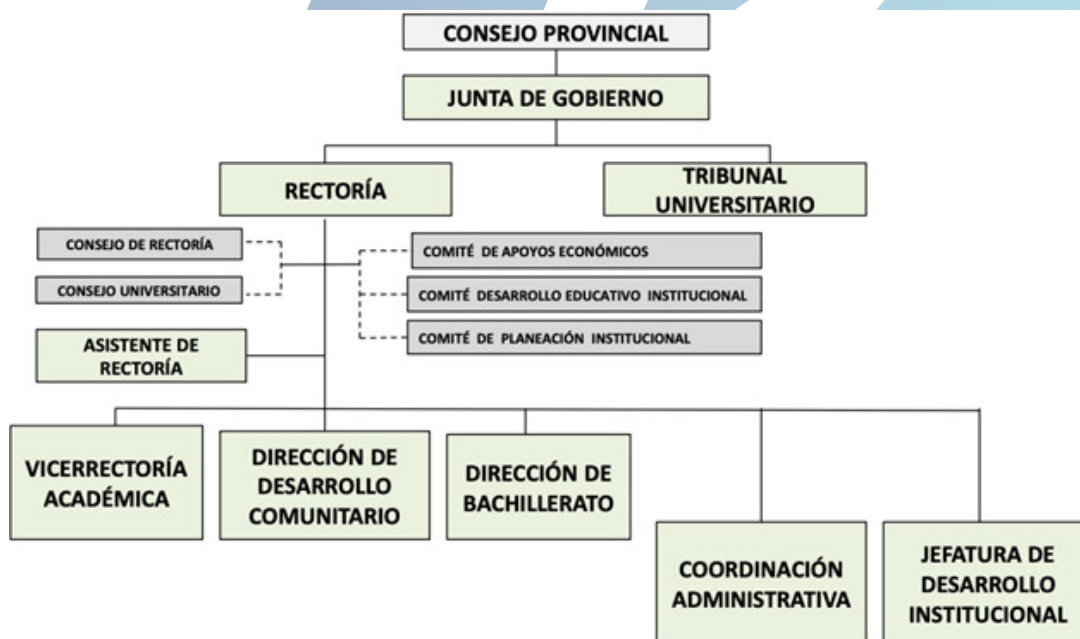 CONSEJO PROVINCIAL
JUNTA DE GOBIERNO
RECTORÍA
TRIBUNAL
UNIVERSITARIO
CONSEJO DE RECTORÍA
CONSEJO UNIVERSITARIO
COMITÉ DE APOYOS ECONÓMICOS
COMITÉ DESARROLLO EDUCATIVO INSTITUCIONAL
COMITÉ DE PLANEACIÓN INSTITUCIONAL
ASISTENTE DE
RECTORÍA
VICERRECTORÍA
ACADÉMICA
DIRECCIÓN DE
DESARROLLO
COMUNITARIO
DIRECCIÓN DE
BACHILLERATO
COORDINACIÓN
ADMINISTRATIVA
JEFATURA DE
DESARROLLO
INSTITUCIONAL